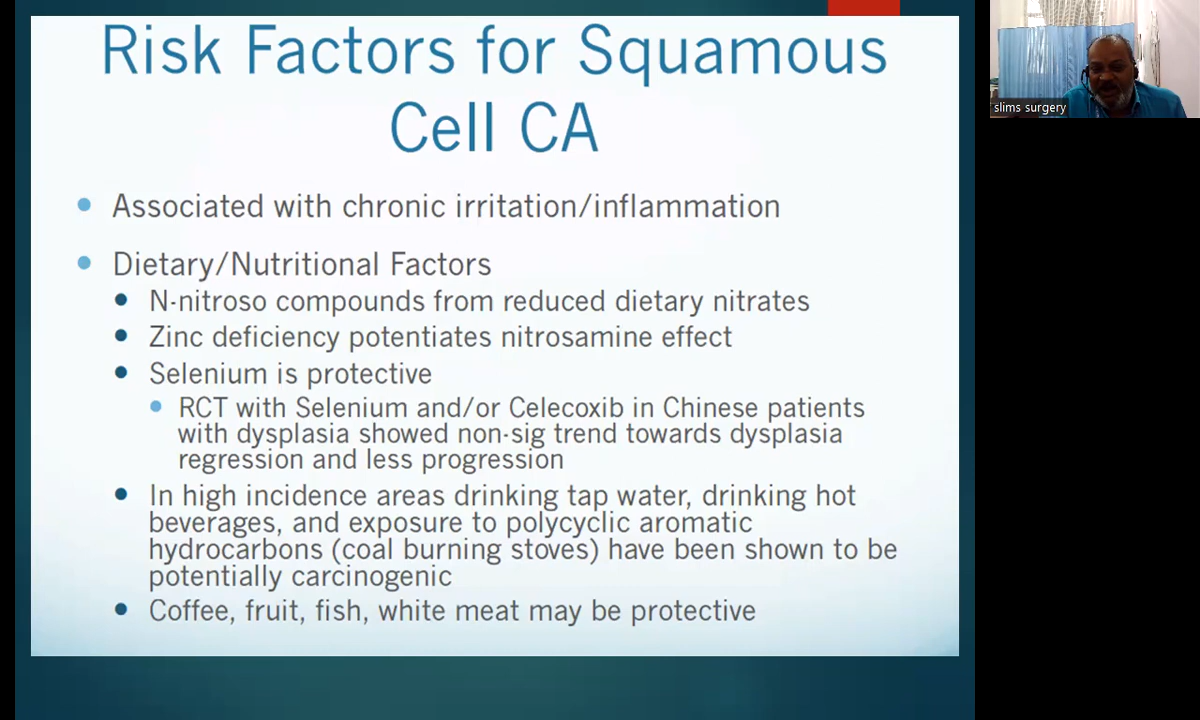 Risk Factors for Squamous
Cell CA
Associated with chronic irritation/inflammation
Dietary/Nutritional Factors
N-nitroso compounds from reduced dietary nitrates
Zinc deficiency potentiates nitrosamine effect
Selenium is protective
RCT with Selenium and/or Celecoxib in Chinese patients
with dysplasia showed non-sig trend towards dysplasia
regression and less progression
In high incidence areas drinking tap water, drinking hot
beverages, and exposure to polycyclic aromatic
hydrocarbons (coal burning stoves) have been shown to be
potentially carcinogenic
Coffee, fruit, fish, white meat may be protective
slims surgery